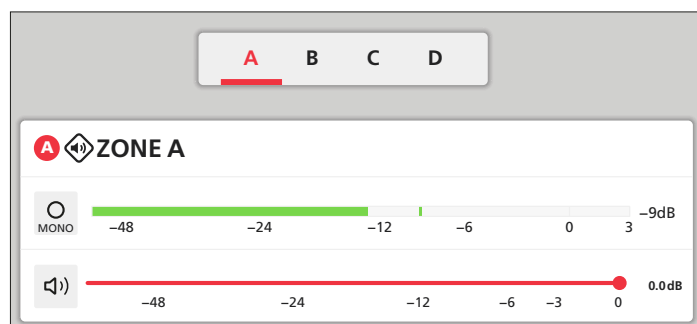 A B C D
A ZONE A
MONO
–9dB
–48 –24 –12 –6 0 3
0.0dB
–48 –24 –12 –6 –3 0